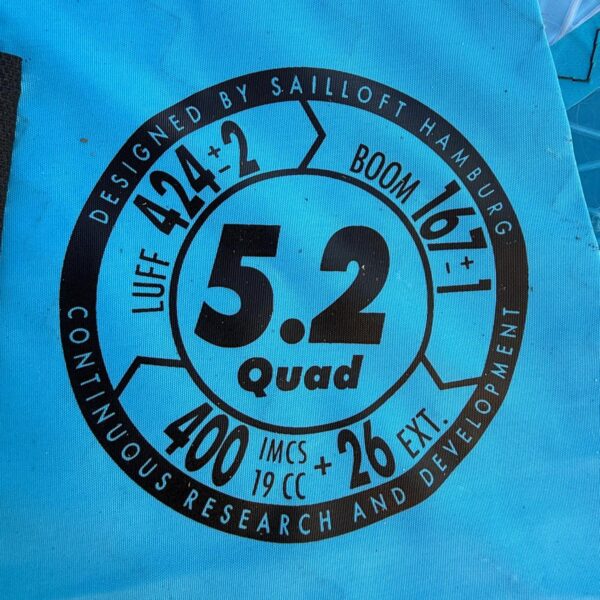 DESIGNED BY SAILLOFT HAMBURG
LUFF 424±2
BOOM 167±1
5.2
Quad
400 IMCS 19 CC + 26 EXT.
CONTINUOUS RESEARCH AND DEVELOPMENT